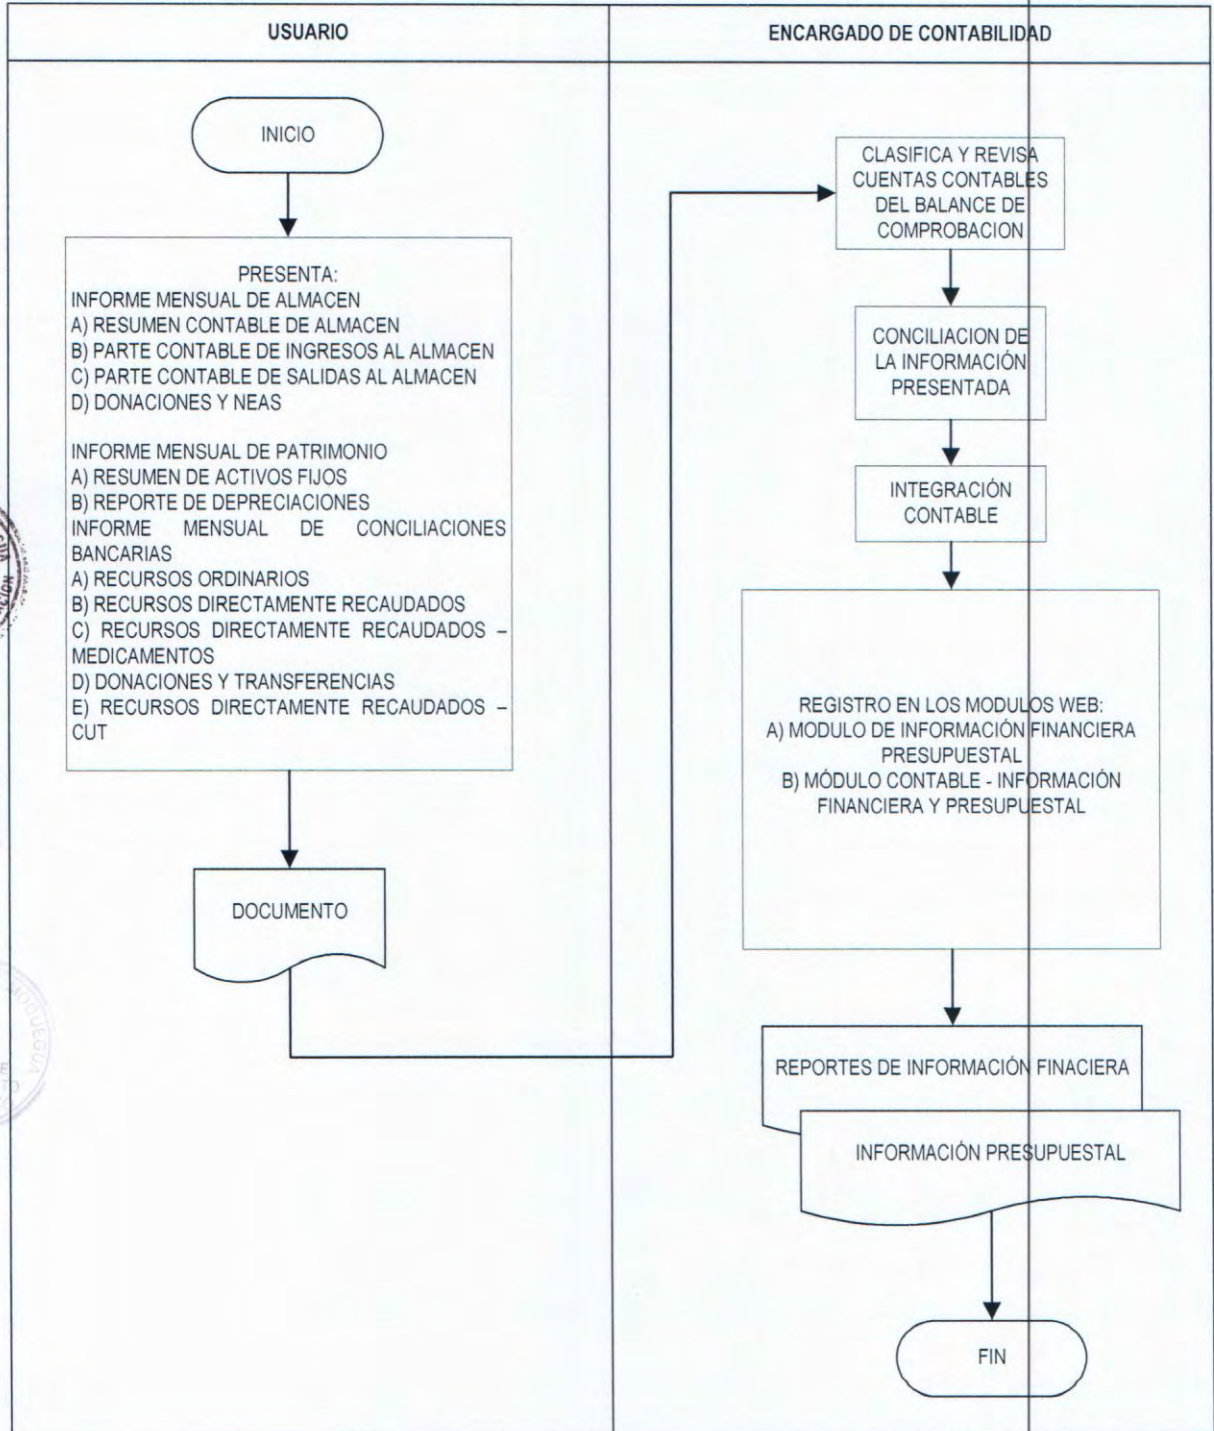 USUARIO
ENCARGADO DE CONTABILIDAD
INICIO
PRESENTA:
INFORME MENSUAL DE ALMACEN
A) RESUMEN CONTABLE DE ALMACEN
B) PARTE CONTABLE DE INGRESOS AL ALMACEN
C) PARTE CONTABLE DE SALIDAS AL ALMACEN
D) DONACIONES Y NEAS
INFORME MENSUAL DE PATRIMONIO
A) RESUMEN DE ACTIVOS FIJOS
B) REPORTE DE DEPRECIACIONES
INFORME MENSUAL DE CONCILIACIONES
BANCARIAS
A) RECURSOS ORDINARIOS
B) RECURSOS DIRECTAMENTE RECAUDADOS
C) RECURSOS DIRECTAMENTE RECAUDADOS –
MEDICAMENTOS
D) DONACIONES Y TRANSFERENCIAS
E) RECURSOS DIRECTAMENTE RECAUDADOS –
CUT
DOCUMENTO
CLASIFICA Y REVISA
CUENTAS CONTABLES
DEL BALANCE DE
COMPROBACION
CONCILIACION DE
LA INFORMACIÓN
PRESENTADA
INTEGRACIÓN
CONTABLE
REGISTRO EN LOS MODULOS WEB:
A) MODULO DE INFORMACIÓN FINANCIERA
PRESUPUESTAL
B) MÓDULO CONTABLE - INFORMACIÓN
FINANCIERA Y PRESUPUESTAL
REPORTES DE INFORMACIÓN FINACIERA
INFORMACIÓN PRESUPUESTAL
FIN
MOQUEGUA